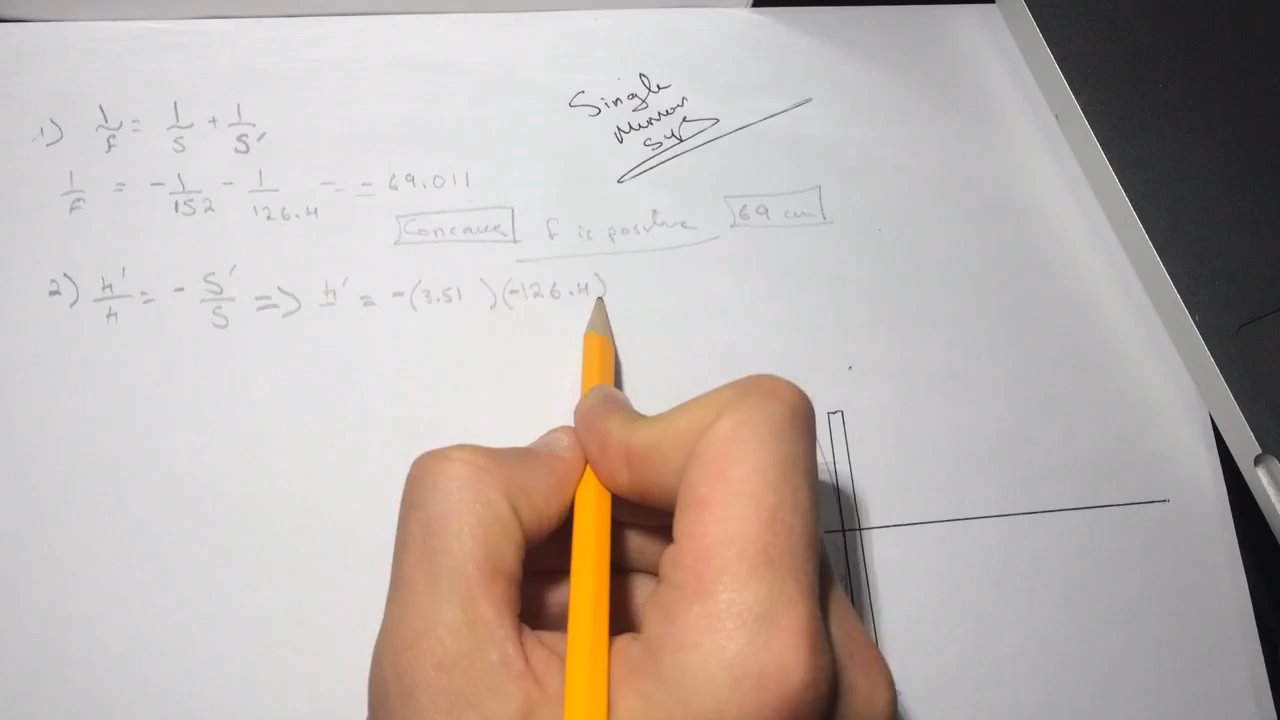 Single
Mirror
Sys
1) 1/f = 1/s + 1/s'
1/f = -1/152 - 1/126.4 = = 69.011
Concave f is positive 69 cm
2) h'/h = - s'/s => h' = -(3.51 )(-126.4)